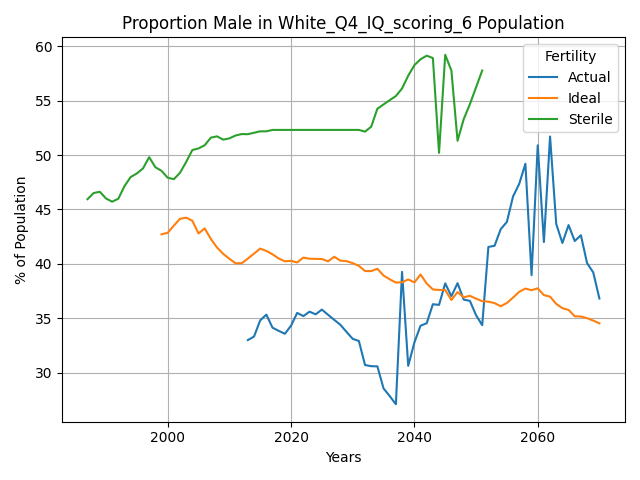 Proportion Male in White_Q4_IQ_scoring_6 Population
% of Population
60
55
50
45
40
35
30
Fertility
Actual
Ideal
Sterile
2000
2020
2040
2060
Years